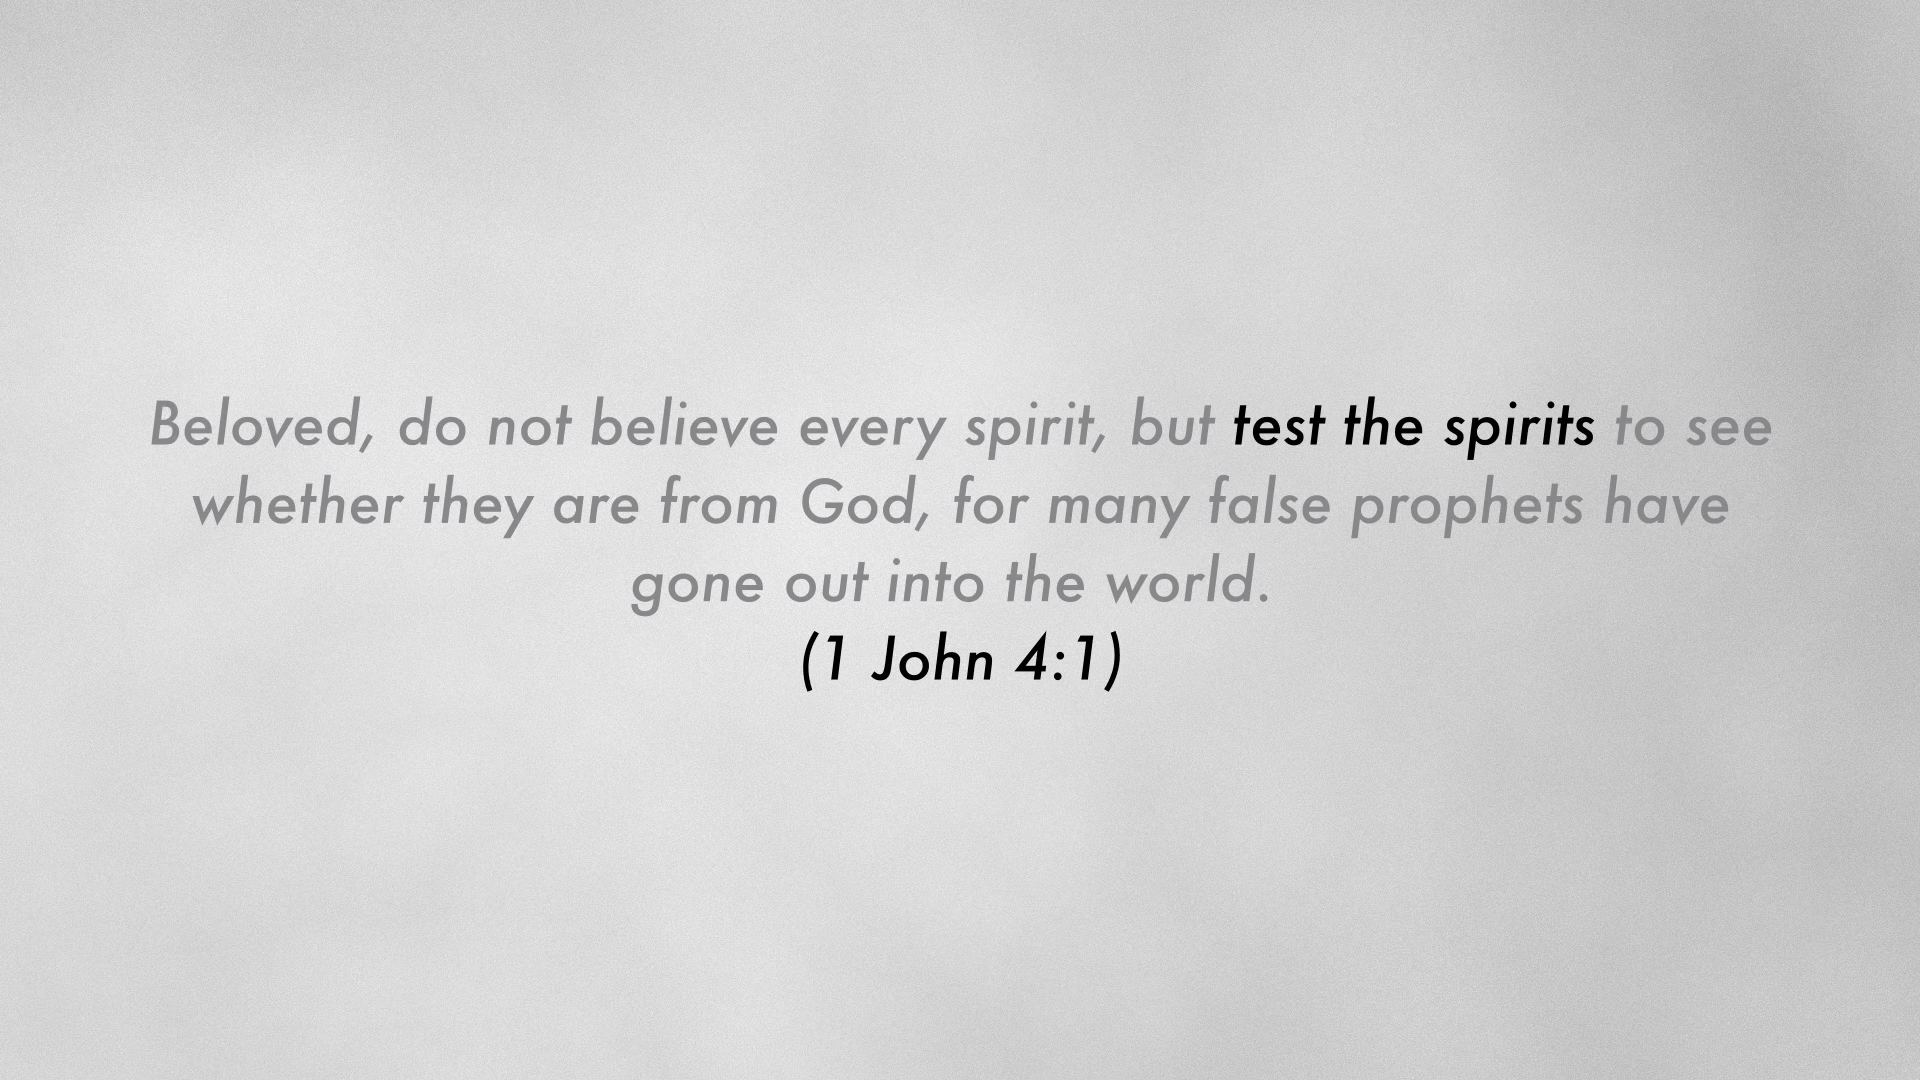 Beloved, do not believe every spirit, but test the spirits to see
whether they are from God, for many false prophets have
gone out into the world.
(1 John 4:1)